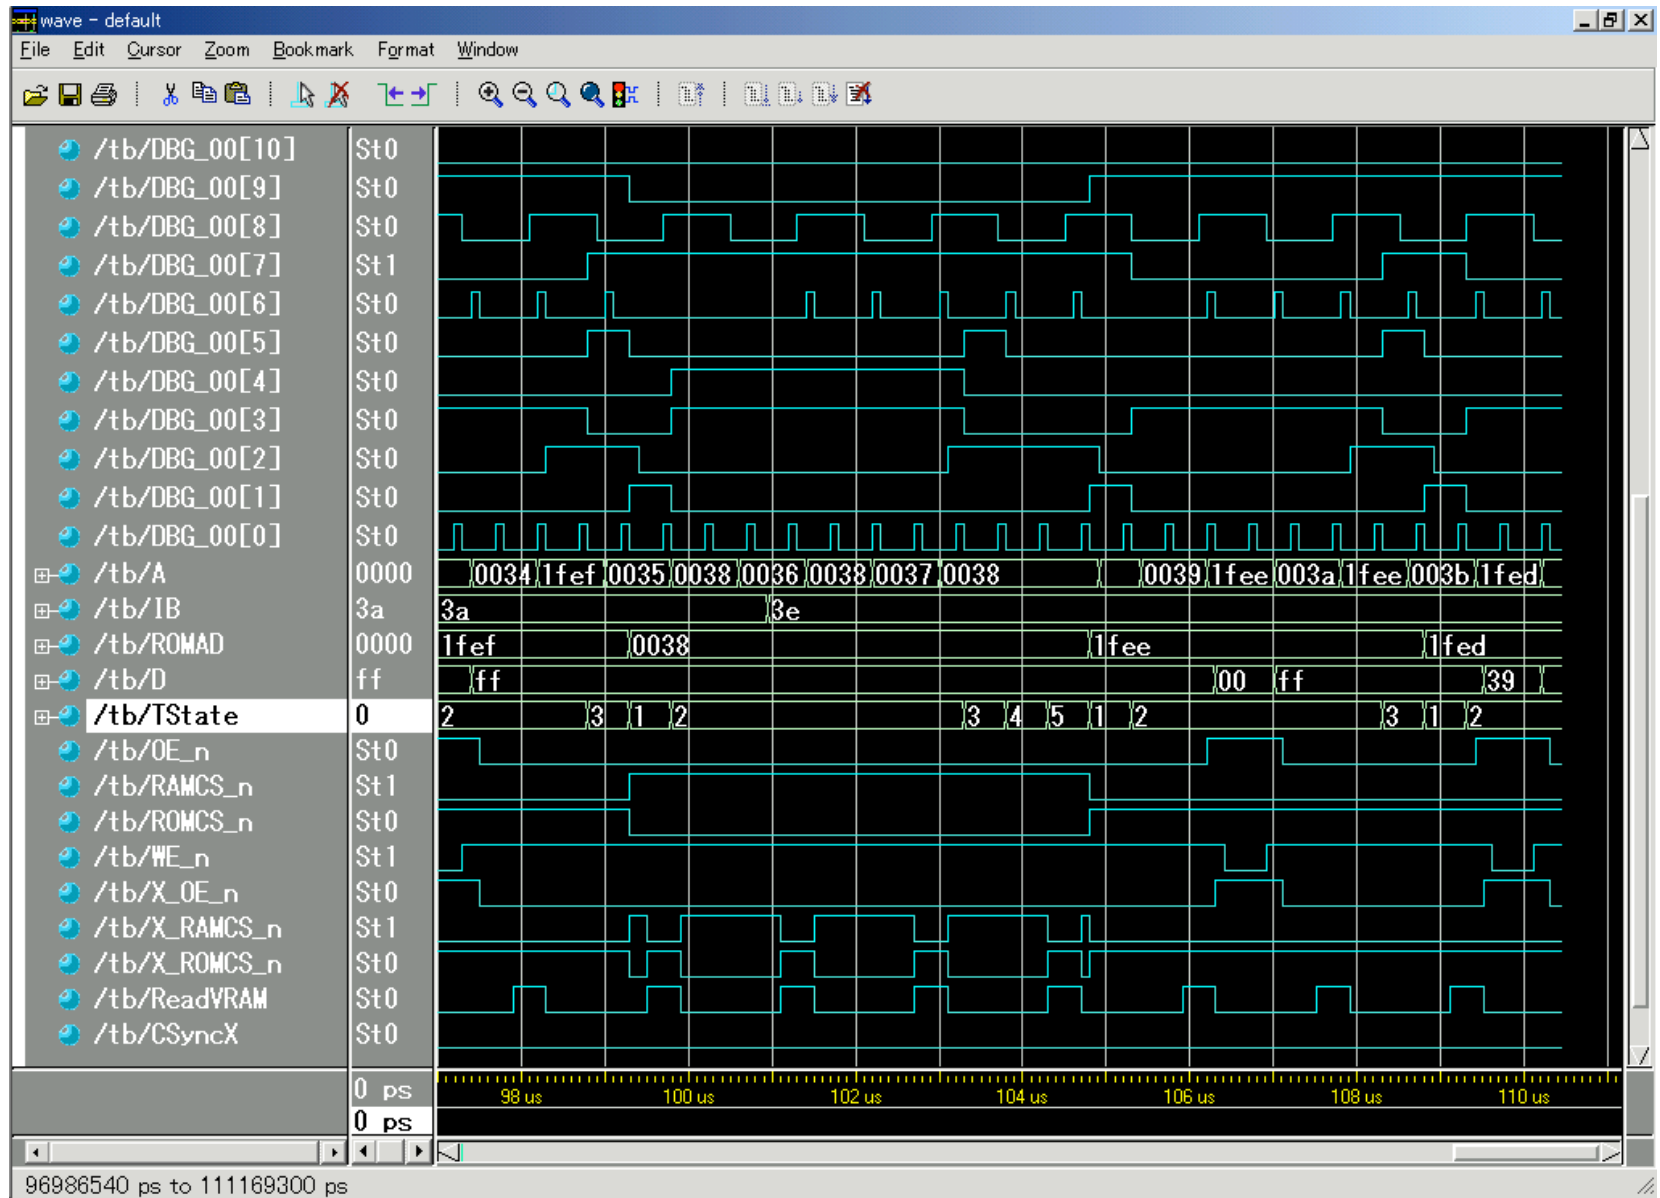 wave - default
File Edit Cursor Zoom Bookmark Format Window
/tb/DBG_00[10] St0
/tb/DBG_00[9] St0
/tb/DBG_00[8] St0
/tb/DBG_00[7] St1
/tb/DBG_00[6] St0
/tb/DBG_00[5] St0
/tb/DBG_00[4] St0
/tb/DBG_00[3] St0
/tb/DBG_00[2] St0
/tb/DBG_00[1] St0
/tb/DBG_00[0] St0
/tb/A 0000 0034 1fef 0035 0038 0036 0038 0037 0038 0039 1fee 003a 1fee 003b 1fed
/tb/IB 3a 3a 3e
/tb/ROMAD 0000 1fef 0038 1fee 1fed
/tb/D ff ff 00 ff 39
/tb/TState 0 2 3 1 2 3 4 5 1 2 3 1 2
/tb/OE_n St0
/tb/RAMCS_n St1
/tb/ROMCS_n St0
/tb/WE_n St1
/tb/X_OE_n St0
/tb/X_RAMCS_n St1
/tb/X_ROMCS_n St0
/tb/ReadVRAM St0
/tb/CSyncX St0
0 ps 98 us 100 us 102 us 104 us 106 us 108 us 110 us
0 ps
96986540 ps to 111169300 ps